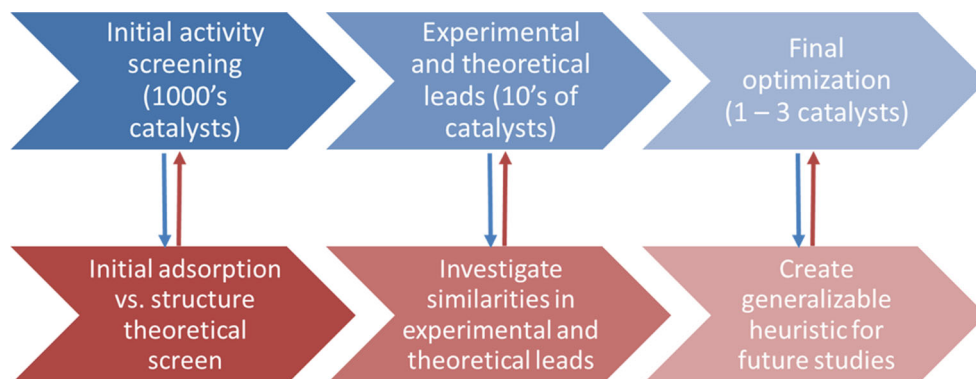 Initial activity
screening
(1000's
catalysts)
Experimental
and theoretical
leads (10's of
catalysts)
Final
optimization
(1 – 3 catalysts)
Initial adsorption
vs. structure
theoretical
screen
Investigate
similarities in
experimental and
theoretical leads
Create
generalizable
heuristic for
future studies